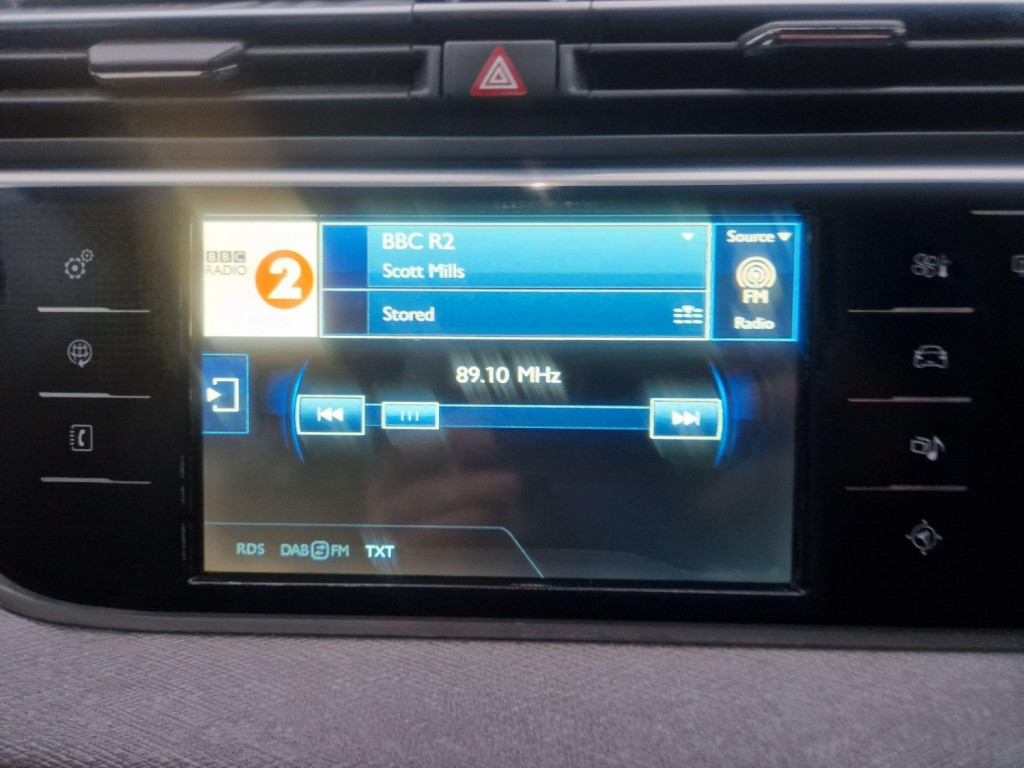 BBC
RADIO
2
BBC R2
Scott Mills
Stored
Source
FM
Radio
89.10 MHz
RDS DAB FM TXT